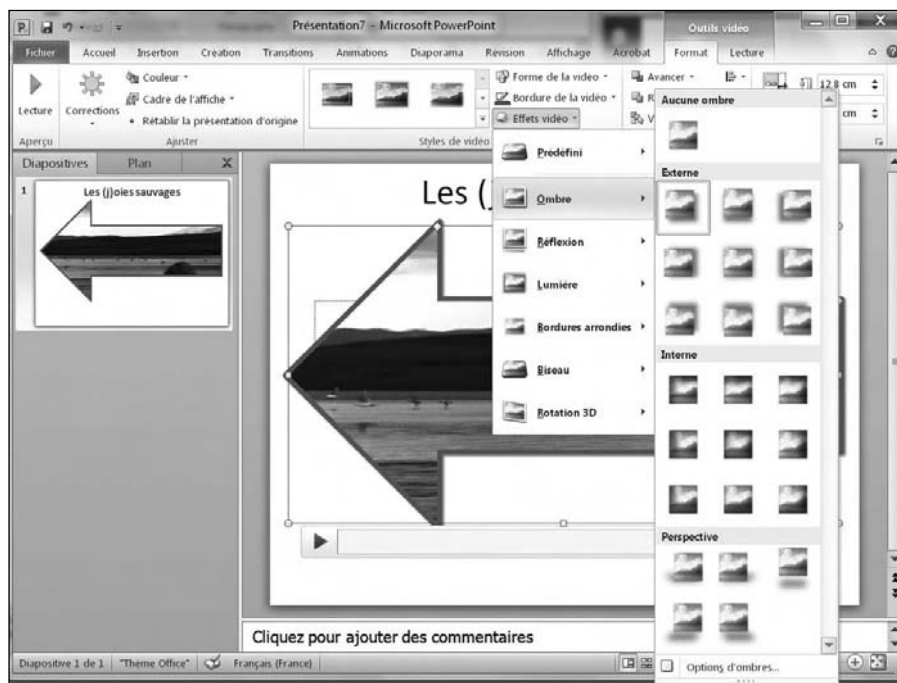 Présentation7 - Microsoft PowerPoint
Outils vidéo
Fichier Accueil Insertion Création Transitions Animations Diaporama Révision Affichage Acrobat Format Lecture
Lecture
Corrections
Couleur
Cadre de l'affiche
Rétablir la présentation d'origine
Forme de la vidéo
Bordure de la vidéo
Effets vidéo
Avancer
R
V
12,8 cm
cm
Aperçu
Ajuster
Styles de vidéo
Diapositives Plan X
1
Les (j)oies sauvages
Les (j
Prédéfini
Ombre
Réflexion
Lumière
Bordures arrondies
Biseau
Rotation 3D
Aucune ombre
Externe
Interne
Perspective
Options d'ombres...
Cliquez pour ajouter des commentaires
Diapositive 1 de 1 "Thème Office" Français (France)